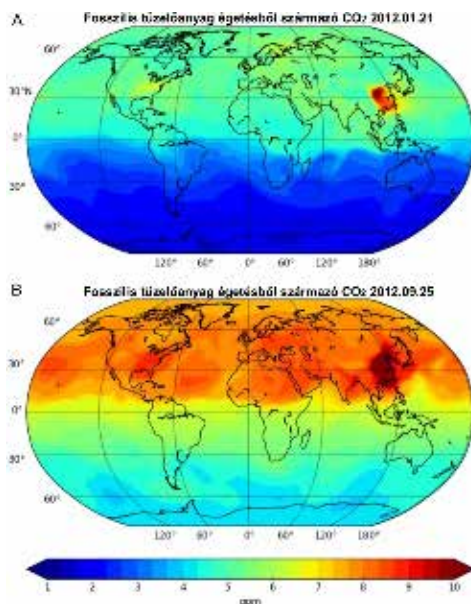 A
Fosszilis tüzelőanyag égetésből származó CO₂ 2012.01.21
60°
30°N
0°
30°
60°
120° 60° 0° 60° 120° 180°
B
Fosszilis tüzelőanyag égetésből származó CO₂ 2012.09.25
60°
30°
0°
30°
60°
120° 60° 0° 60° 120° 180°
1 2 3 4 5 6 7 8 9 10
ppm